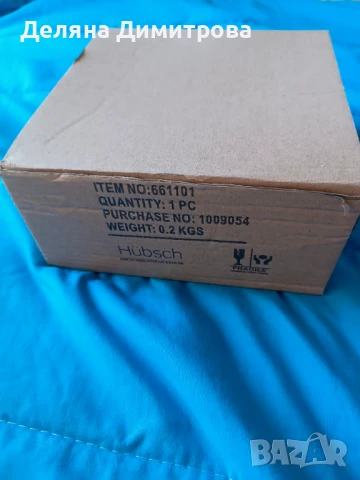 Деляна Димитрова
ITEM NO:661101
QUANTITY: 1 PC
PURCHASE NO: 1009054
WEIGHT: 0.2 KGS
Hübsch
FRAGILE
BAZAR